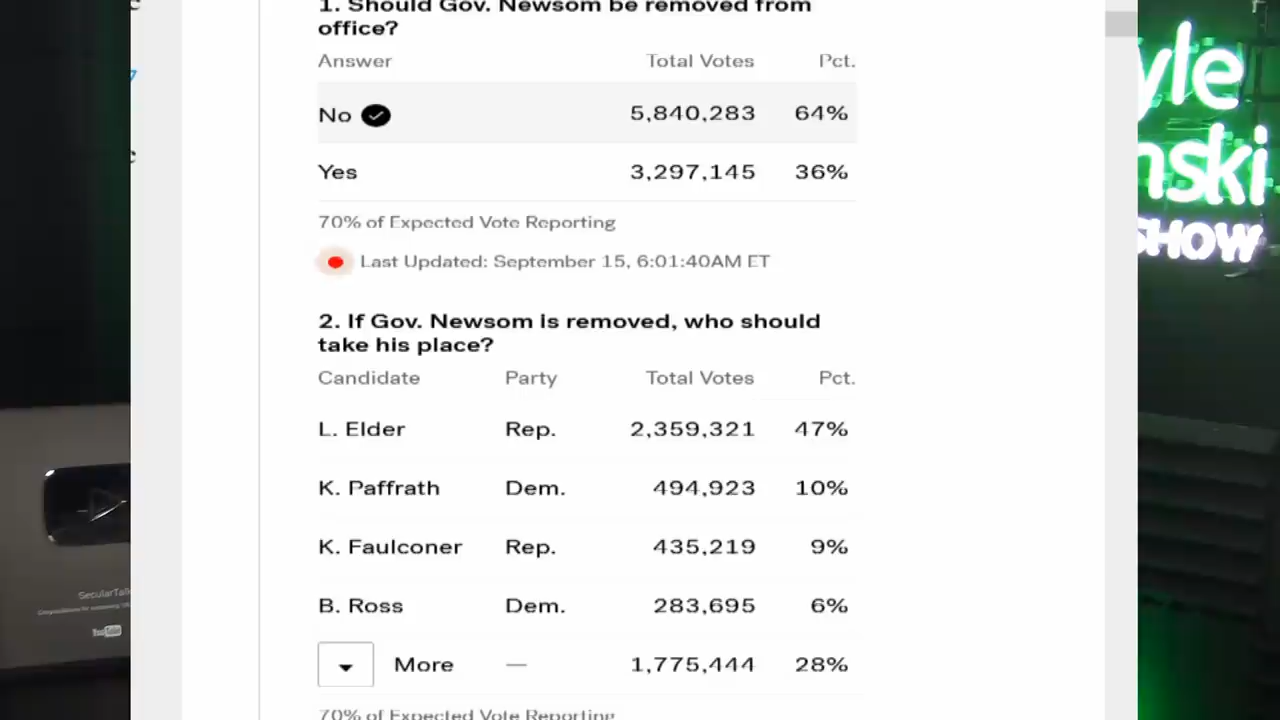 1. Should Gov. Newsom be removed from
office?
Answer Total Votes Pct.
No 5,840,283 64%
Yes 3,297,145 36%
70% of Expected Vote Reporting
Last Updated: September 15, 6:01:40AM ET
2. If Gov. Newsom is removed, who should
take his place?
Candidate Party Total Votes Pct.
L. Elder Rep. 2,359,321 47%
K. Paffrath Dem. 494,923 10%
K. Faulconer Rep. 435,219 9%
B. Ross Dem. 283,695 6%
More — 1,775,444 28%
70% of Expected Vote Reporting
yle
nski
SHOW
SecularTalk
YouTube